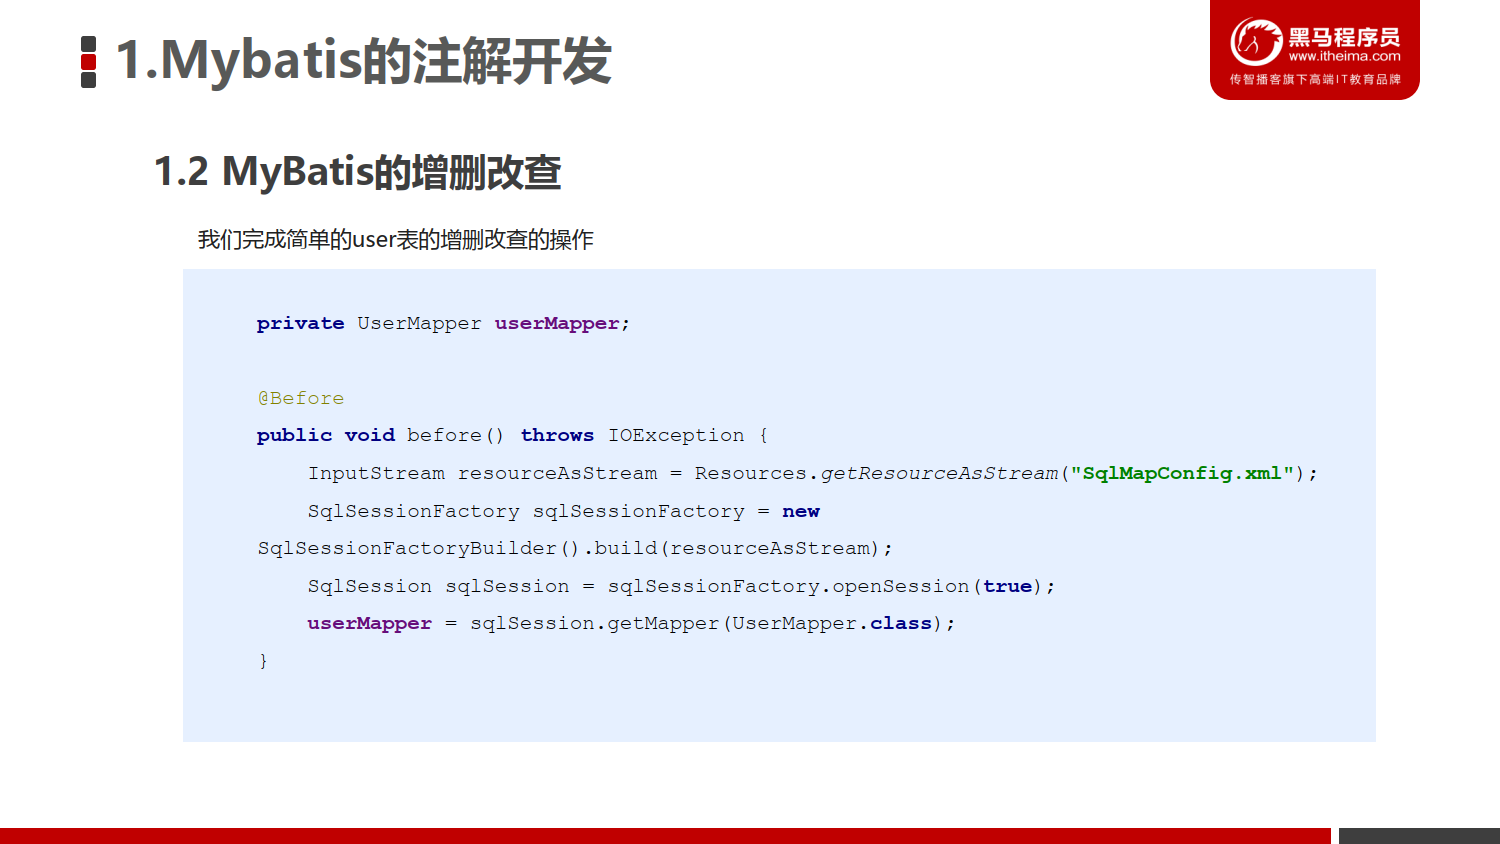 1.Mybatis的注解开发
黑马程序员
www.itheima.com
传智播客旗下高端IT教育品牌
1.2 MyBatis的增删改查
我们完成简单的user表的增删改查的操作
private UserMapper userMapper;
@Before
public void before() throws IOException {
    InputStream resourceAsStream = Resources.getResourceAsStream("SqlMapConfig.xml");
    SqlSessionFactory sqlSessionFactory = new
SqlSessionFactoryBuilder().build(resourceAsStream);
    SqlSession sqlSession = sqlSessionFactory.openSession(true);
    userMapper = sqlSession.getMapper(UserMapper.class);
}